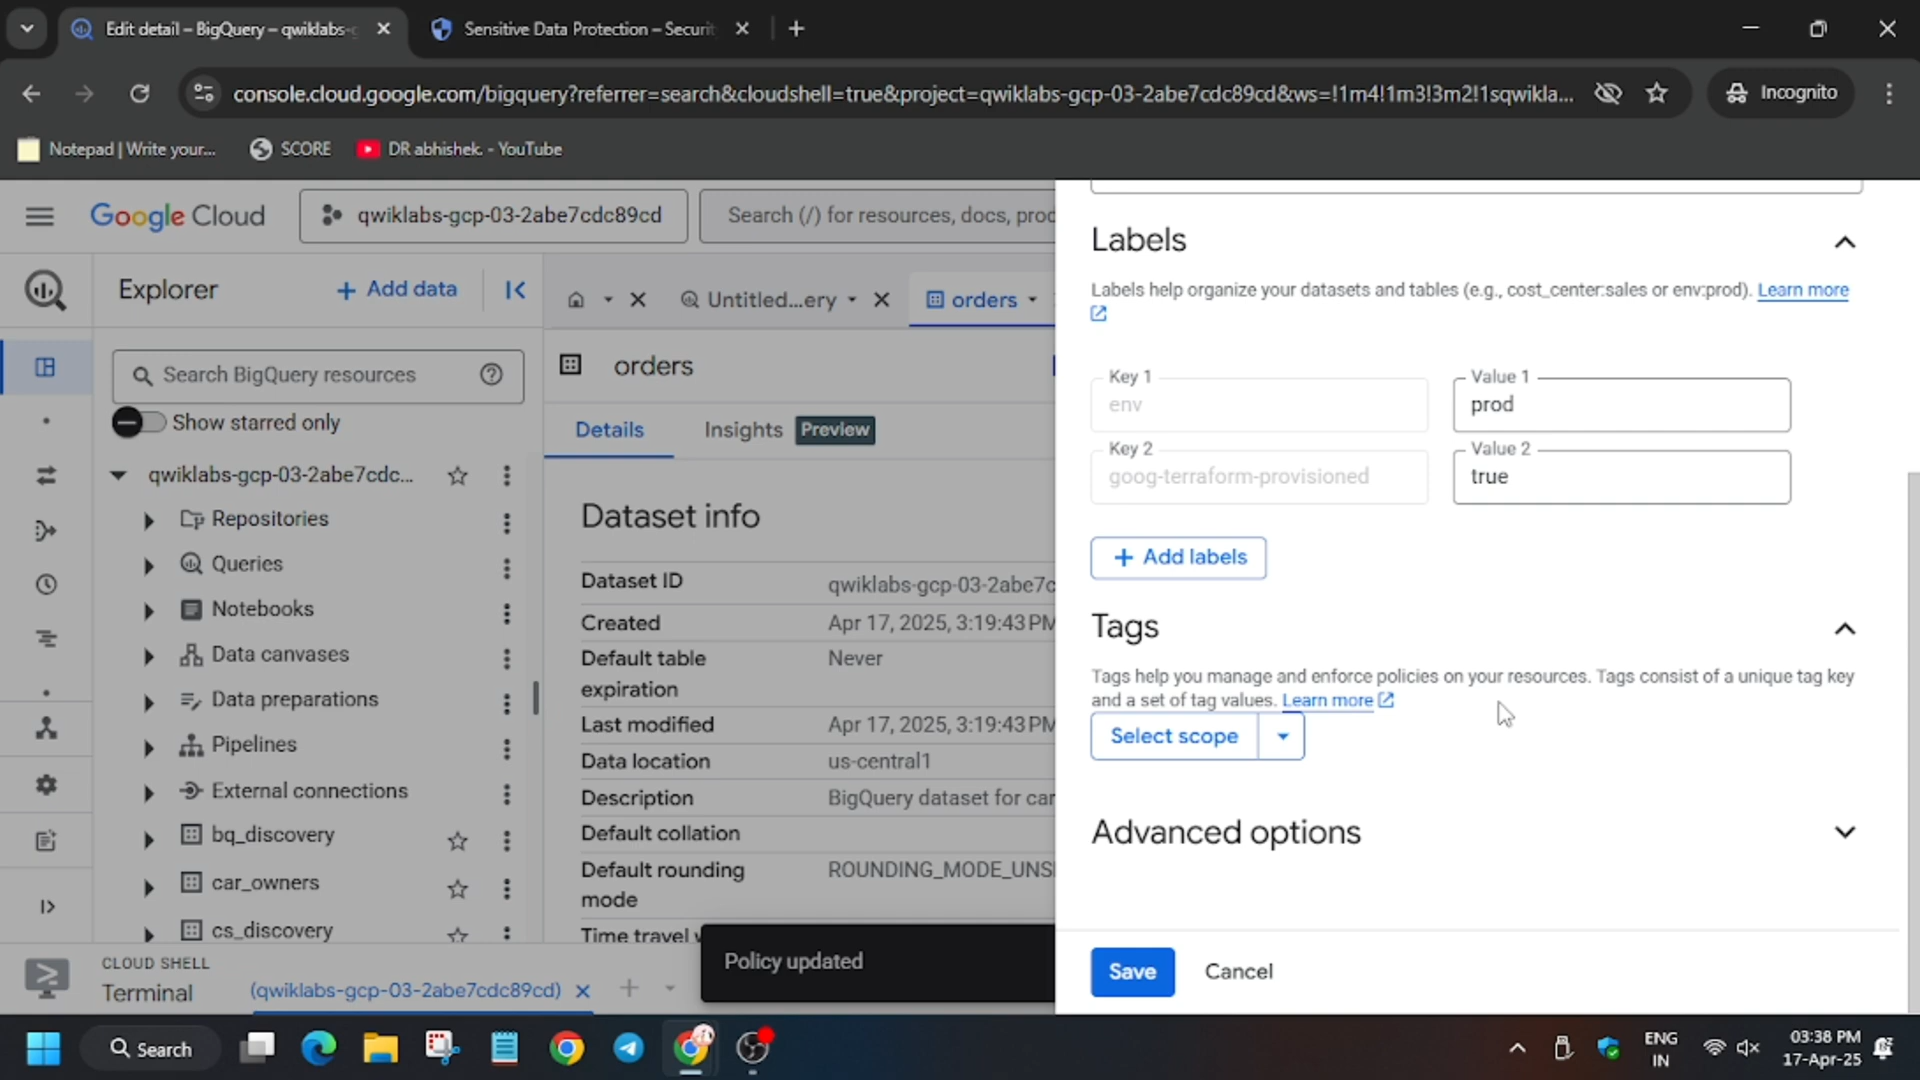 Edit detail – BigQuery – qwiklabs-
Sensitive Data Protection – Securit
console.cloud.google.com/bigquery?referrer=search&cloudshell=true&project=qwiklabs-gcp-03-2abe7cdc89cd&ws=!1m4!1m3!3m2!1sqwikla...
Incognito
Notepad | Write your...
SCORE
DR abhishek. - YouTube
Google Cloud
qwiklabs-gcp-03-2abe7cdc89cd
Search (/) for resources, docs, prod
Explorer
+ Add data
Untitled...ery
orders
Search BigQuery resources
Show starred only
qwiklabs-gcp-03-2abe7cdc...
Repositories
Queries
Notebooks
Data canvases
Data preparations
Pipelines
External connections
bq_discovery
car_owners
cs_discovery
orders
Details
Insights
Preview
Dataset info
Dataset ID
qwiklabs-gcp-03-2abe7c
Created
Apr 17, 2025, 3:19:43 PM
Default table expiration
Never
Last modified
Apr 17, 2025, 3:19:43 PM
Data location
us-central1
Description
BigQuery dataset for car
Default collation
Default rounding mode
ROUNDING_MODE_UNS
Time travel
Policy updated
Labels
Labels help organize your datasets and tables (e.g., cost_center:sales or env:prod). Learn more
Key 1
env
Value 1
prod
Key 2
goog-terraform-provisioned
Value 2
true
+ Add labels
Tags
Tags help you manage and enforce policies on your resources. Tags consist of a unique tag key
and a set of tag values. Learn more
Select scope
Advanced options
Save
Cancel
CLOUD SHELL
Terminal
(qwiklabs-gcp-03-2abe7cdc89cd)
Search
ENG
IN
03:38 PM
17-Apr-25